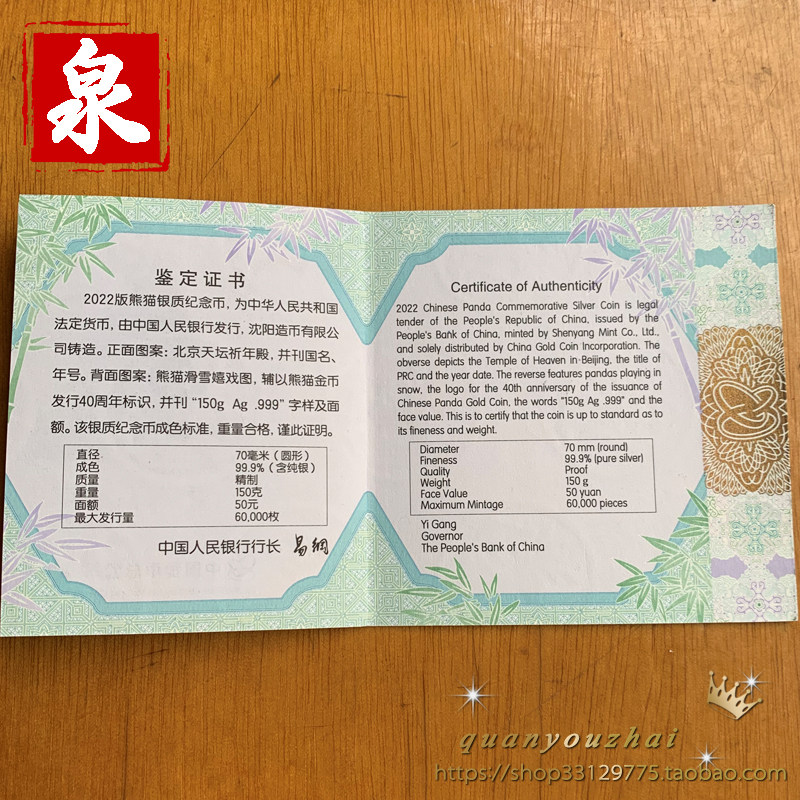 泉
鉴定证书
2022版熊猫银质纪念币，为中华人民共和国
法定货币，由中国人民银行发行，沈阳造币有限公
司铸造。正面图案：北京天坛祈年殿，并刊国名、
年号。背面图案：熊猫滑雪嬉戏图，辅以熊猫金币
发行40周年标识，并刊“150g Ag .999”字样及面
额。该银质纪念币成色标准，重量合格，谨此证明。
直径 70毫米（圆形）
成色 99.9%（含纯银）
质量 精制
重量 150克
面额 50元
最大发行量 60,000枚
中国人民银行行长 易纲
Certificate of Authenticity
2022 Chinese Panda Commemorative Silver Coin is legal
tender of the People's Republic of China, issued by the
People's Bank of China, minted by Shenyang Mint Co., Ltd.,
and solely distributed by China Gold Coin Incorporation. The
obverse depicts the Temple of Heaven in Beijing, the title of
PRC and the year date. The reverse features pandas playing in
snow, the logo for the 40th anniversary of the issuance of
Chinese Panda Gold Coin, the words "150g Ag .999" and the
face value. This is to certify that the coin is up to standard as to
its fineness and weight.
Diameter 70 mm (round)
Fineness 99.9% (pure silver)
Quality Proof
Weight 150 g
Face Value 50 yuan
Maximum Mintage 60,000 pieces
Yi Gang
Governor
The People's Bank of China
quanyouzhai
https://shop33129775.taobao.com